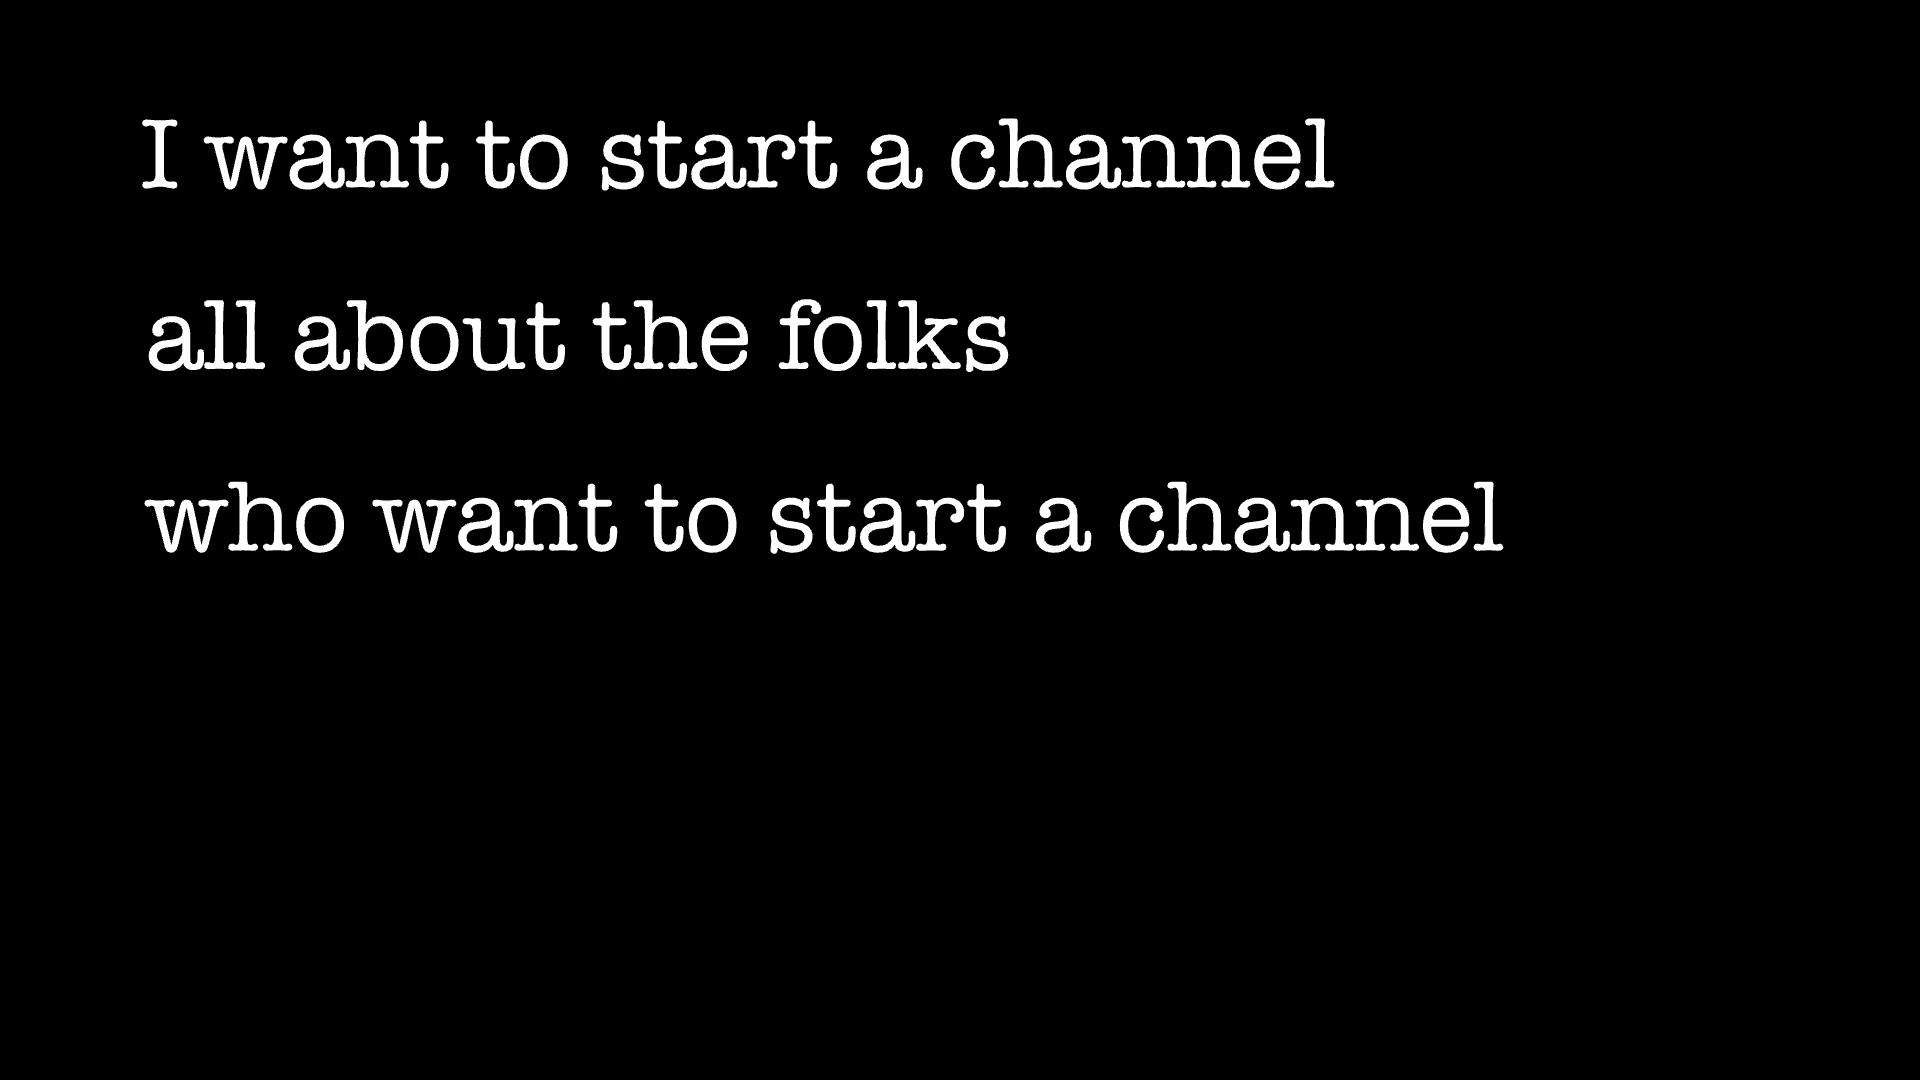 I want to start a channel
all about the folks
who want to start a channel